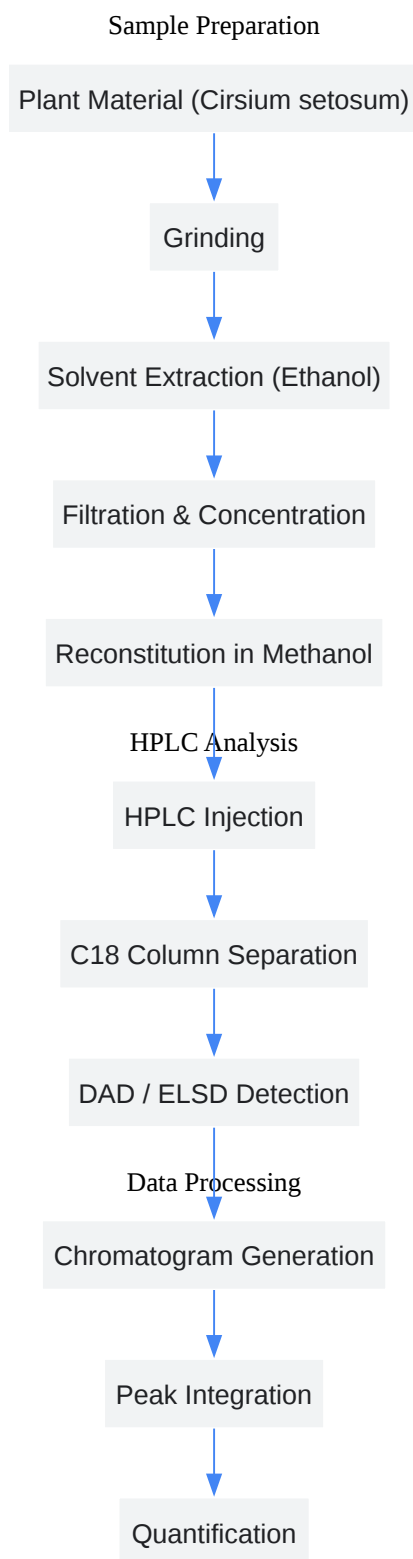 Sample Preparation
Plant Material (Cirsium setosum)
Grinding
Solvent Extraction (Ethanol)
Filtration & Concentration
Reconstitution in Methanol
HPLC Analysis
HPLC Injection
C18 Column Separation
DAD / ELSD Detection
Data Processing
Chromatogram Generation
Peak Integration
Quantification